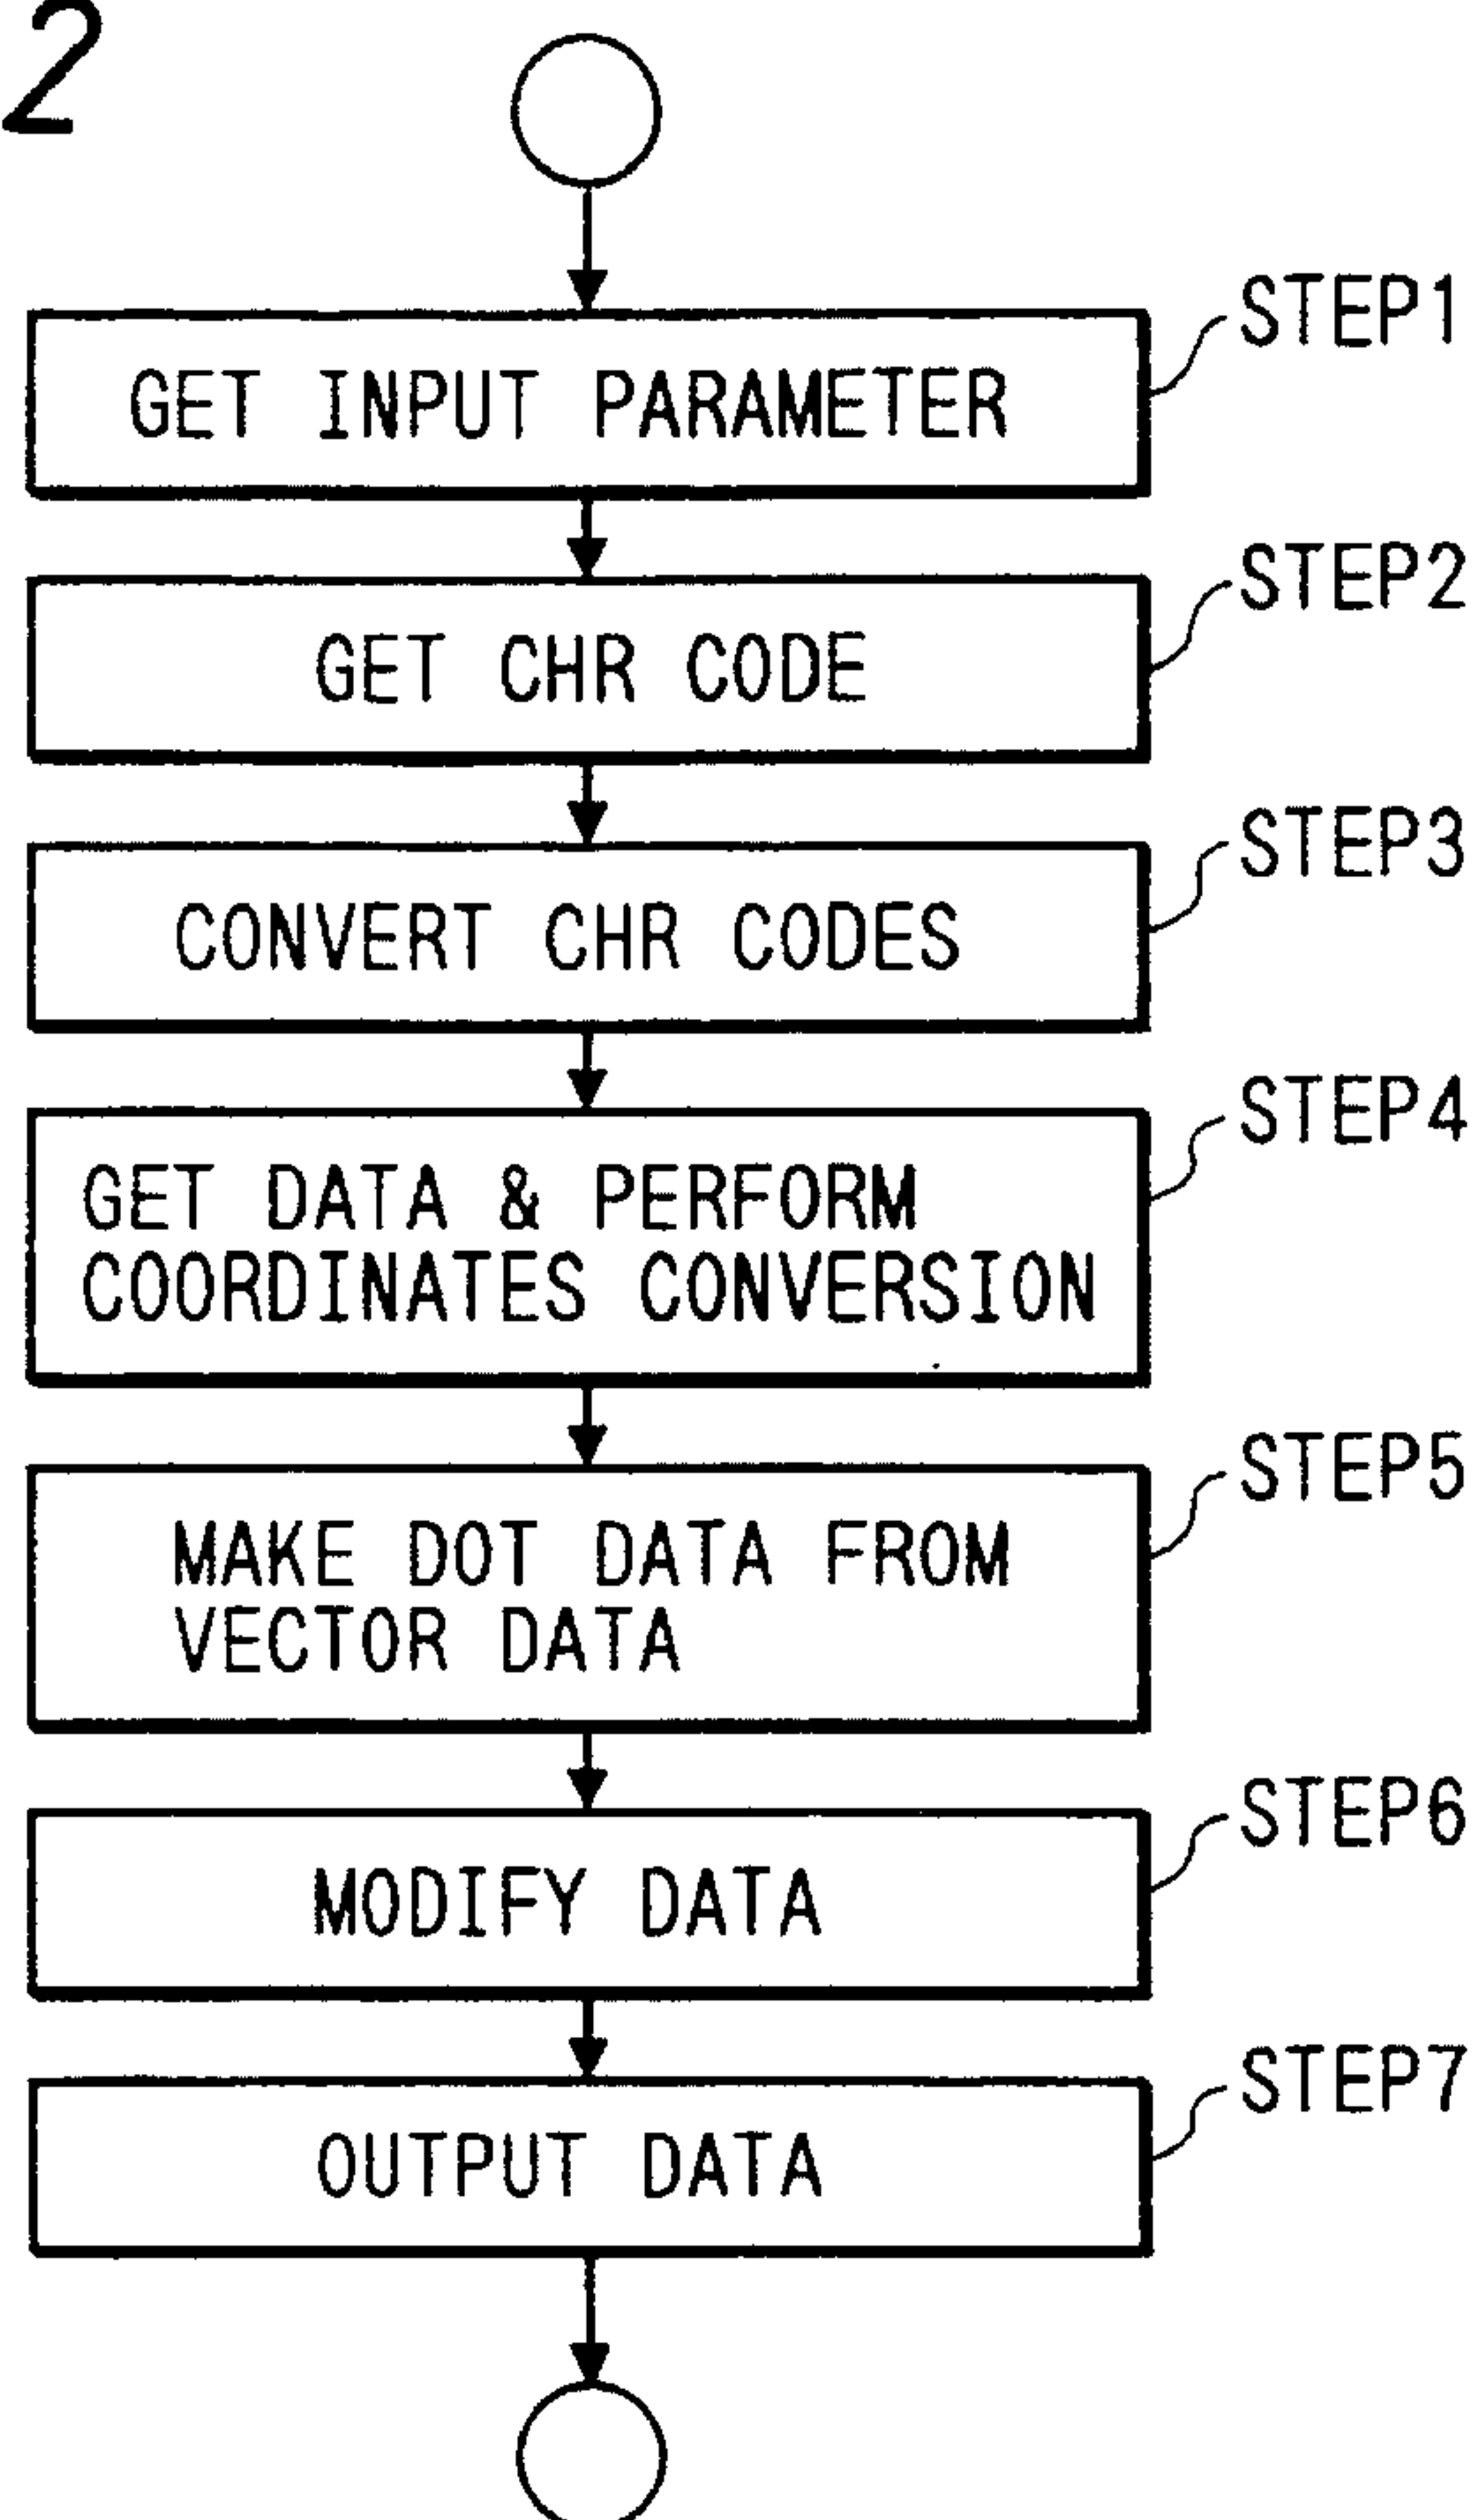 2
STEP1
GET INPUT PARAMETER
STEP2
GET CHR CODE
STEP3
CONVERT CHR CODES
STEP4
GET DATA & PERFORM
COORDINATES CONVERSION
STEP5
MAKE DOT DATA FROM
VECTOR DATA
STEP6
MODIFY DATA
STEP7
OUTPUT DATA